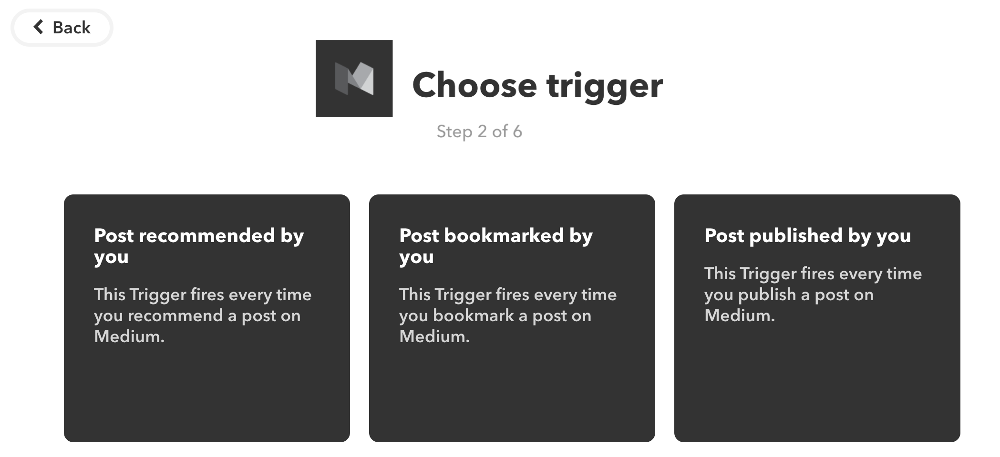 Back
Choose trigger
Step 2 of 6
Post recommended by
you
This Trigger fires every time
you recommend a post on
Medium.
Post bookmarked by
you
This Trigger fires every time
you bookmark a post on
Medium.
Post published by you
This Trigger fires every time
you publish a post on
Medium.